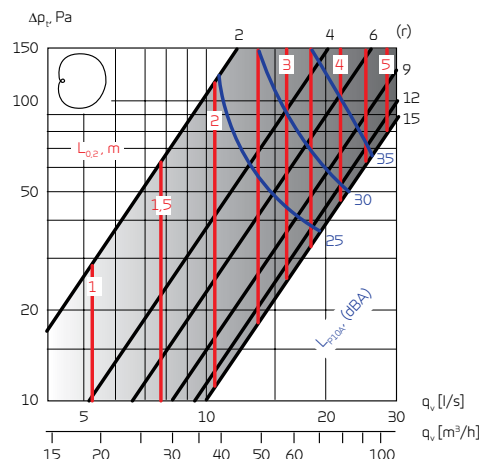 Δpₜ, Pa
2 4 6 (r)
150
3 4 5
9
100
12
2
15
L₀,₂, m
35
50
1,5
30
25
1
20
L_P10A, (dBA)
10
5 10 20 30
qᵥ [l/s]
qᵥ [m³/h]
15 20 30 40 50 60 100